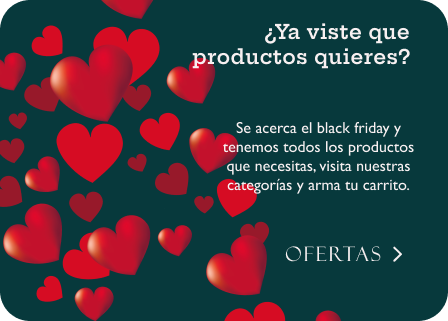 ¿Ya viste que
productos quieres?
Se acerca el black friday y
tenemos todos los productos
que necesitas, visita nuestras
categorías y arma tu carrito.
OFERTAS >